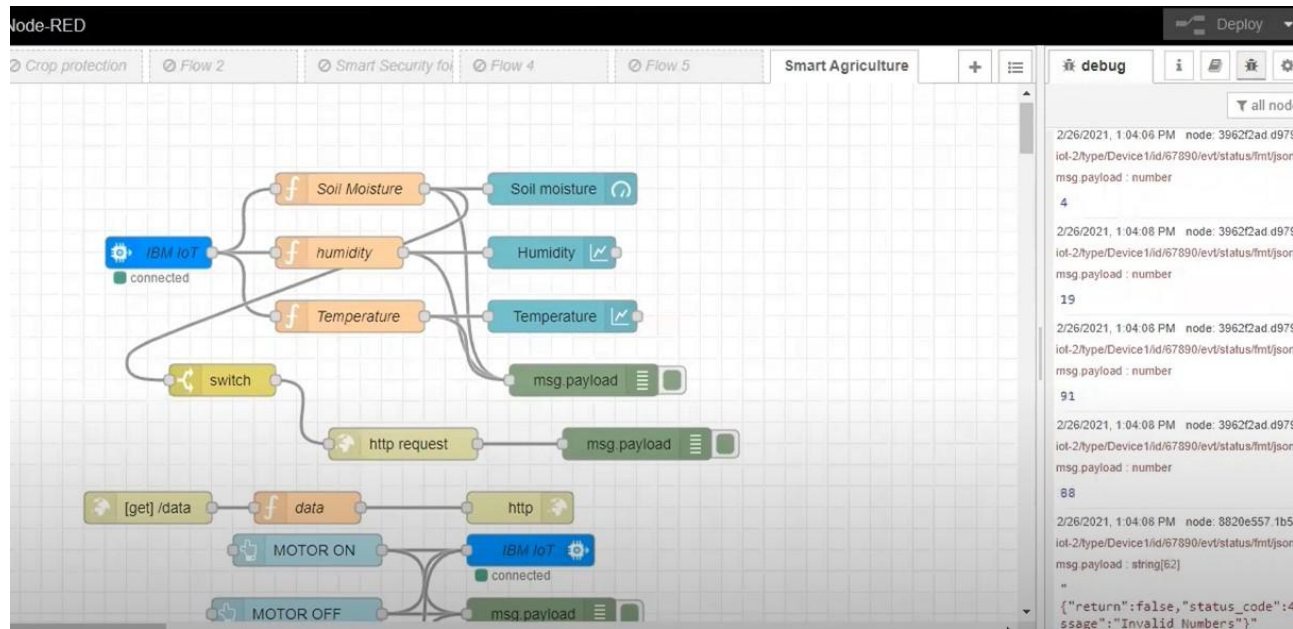 Node-RED
Deploy
Crop protection
Flow 2
Smart Security for
Flow 4
Flow 5
Smart Agriculture
debug
i
all node
2/26/2021, 1:04:06 PM node: 3962f2ad.d979
iot-2/type/Device1/id/67890/evt/status/fmt/json
msg.payload : number
4
2/26/2021, 1:04:08 PM node: 3962f2ad.d979
iot-2/type/Device1/id/67890/evt/status/fmt/json
msg.payload : number
19
2/26/2021, 1:04:08 PM node: 3962f2ad.d979
iot-2/type/Device1/id/67890/evt/status/fmt/json
msg.payload : number
91
2/26/2021, 1:04:08 PM node: 3962f2ad.d979
iot-2/type/Device1/id/67890/evt/status/fmt/json
msg.payload : number
88
2/26/2021, 1:04:08 PM node: 8820e557.1b5
iot-2/type/Device1/id/67890/evt/status/fmt/json
msg.payload : string[62]
"
{"return":false,"status_code":4
ssage":"Invalid Numbers"}"
Soil Moisture
Soil moisture
IBM IoT
connected
humidity
Humidity
Temperature
Temperature
switch
msg.payload
http request
msg.payload
[get] /data
data
http
MOTOR ON
IBM IoT
connected
MOTOR OFF
msg.payload